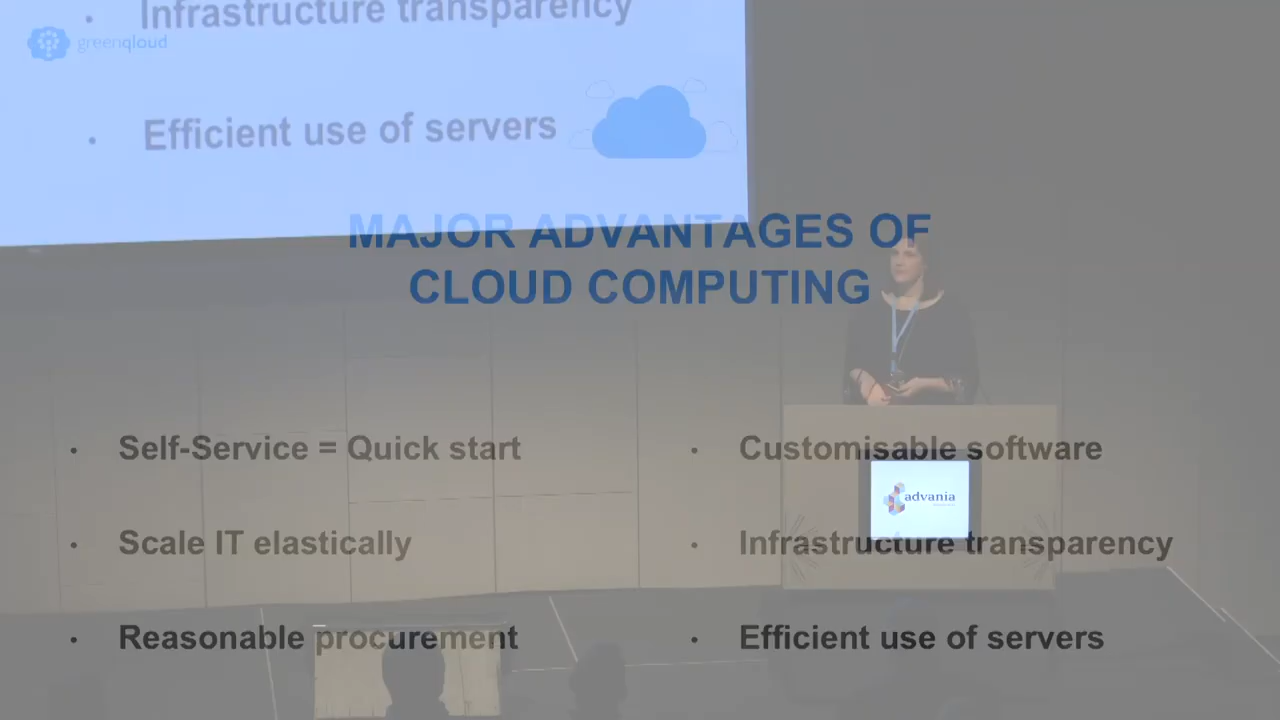 Infrastructure transparency
greenqloud
Efficient use of servers
MAJOR ADVANTAGES OF
CLOUD COMPUTING
Self-Service = Quick start
Scale IT elastically
Reasonable procurement
Customisable software
Infrastructure transparency
Efficient use of servers
advania